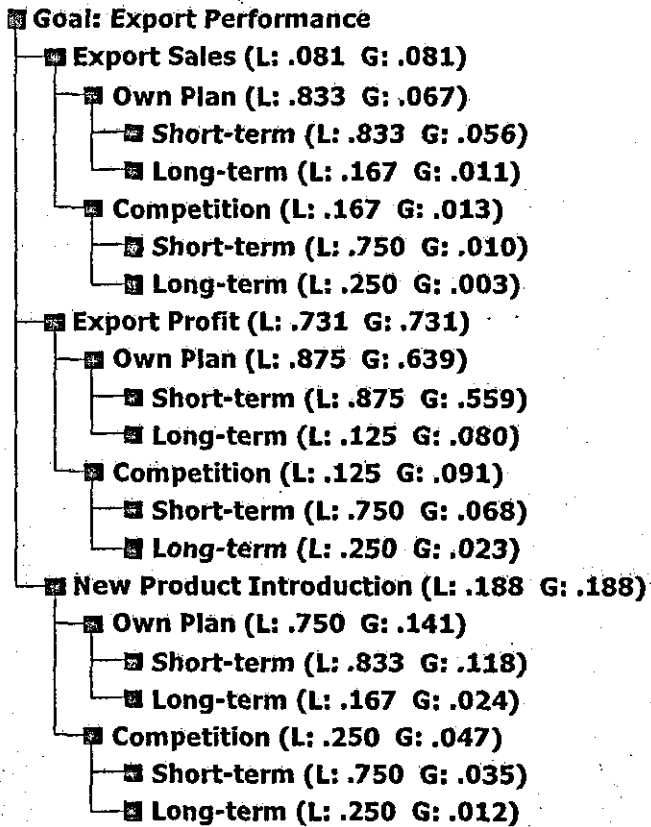 Goal: Export Performance
Export Sales (L: .081 G: .081)
Own Plan (L: .833 G: .067)
Short-term (L: .833 G: .056)
Long-term (L: .167 G: .011)
Competition (L: .167 G: .013)
Short-term (L: .750 G: .010)
Long-term (L: .250 G: .003)
Export Profit (L: .731 G: .731)
Own Plan (L: .875 G: .639)
Short-term (L: .875 G: .559)
Long-term (L: .125 G: .080)
Competition (L: .125 G: .091)
Short-term (L: .750 G: .068)
Long-term (L: .250 G: .023)
New Product Introduction (L: .188 G: .188)
Own Plan (L: .750 G: .141)
Short-term (L: .833 G: .118)
Long-term (L: .167 G: .024)
Competition (L: .250 G: .047)
Short-term (L: .750 G: .035)
Long-term (L: .250 G: .012)